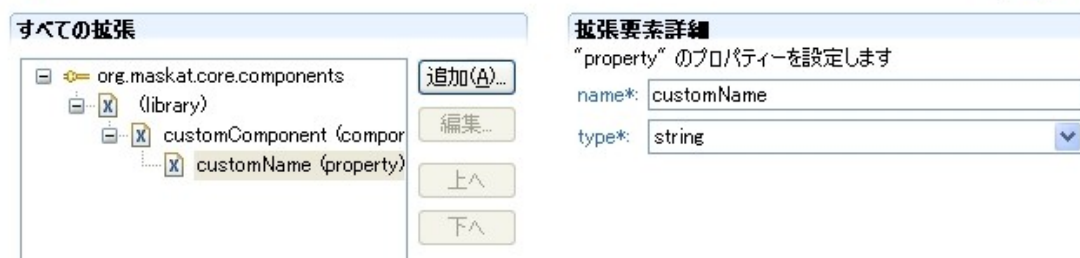 すべての拡張
org.maskat.core.components
(library)
customComponent (compor
customName (property)
追加(A)...
編集...
上へ
下へ
拡張要素詳細
"property" のプロパティーを設定します
name*: customName
type*: string